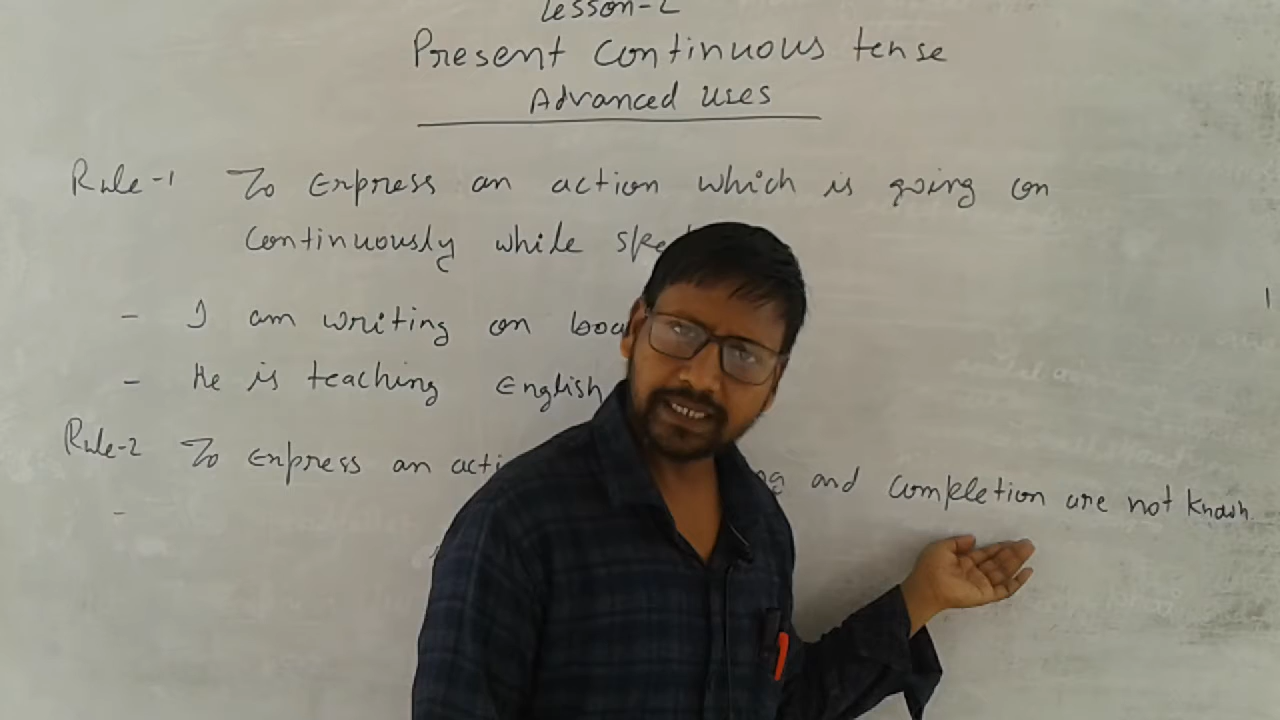 Lesson-2
Present Continuous tense
Advanced uses
Rule-1 To Express an action which is going on
continuously while
- I am writing on
- He is teaching English
Rule-2 To Express an and completion are not known
-